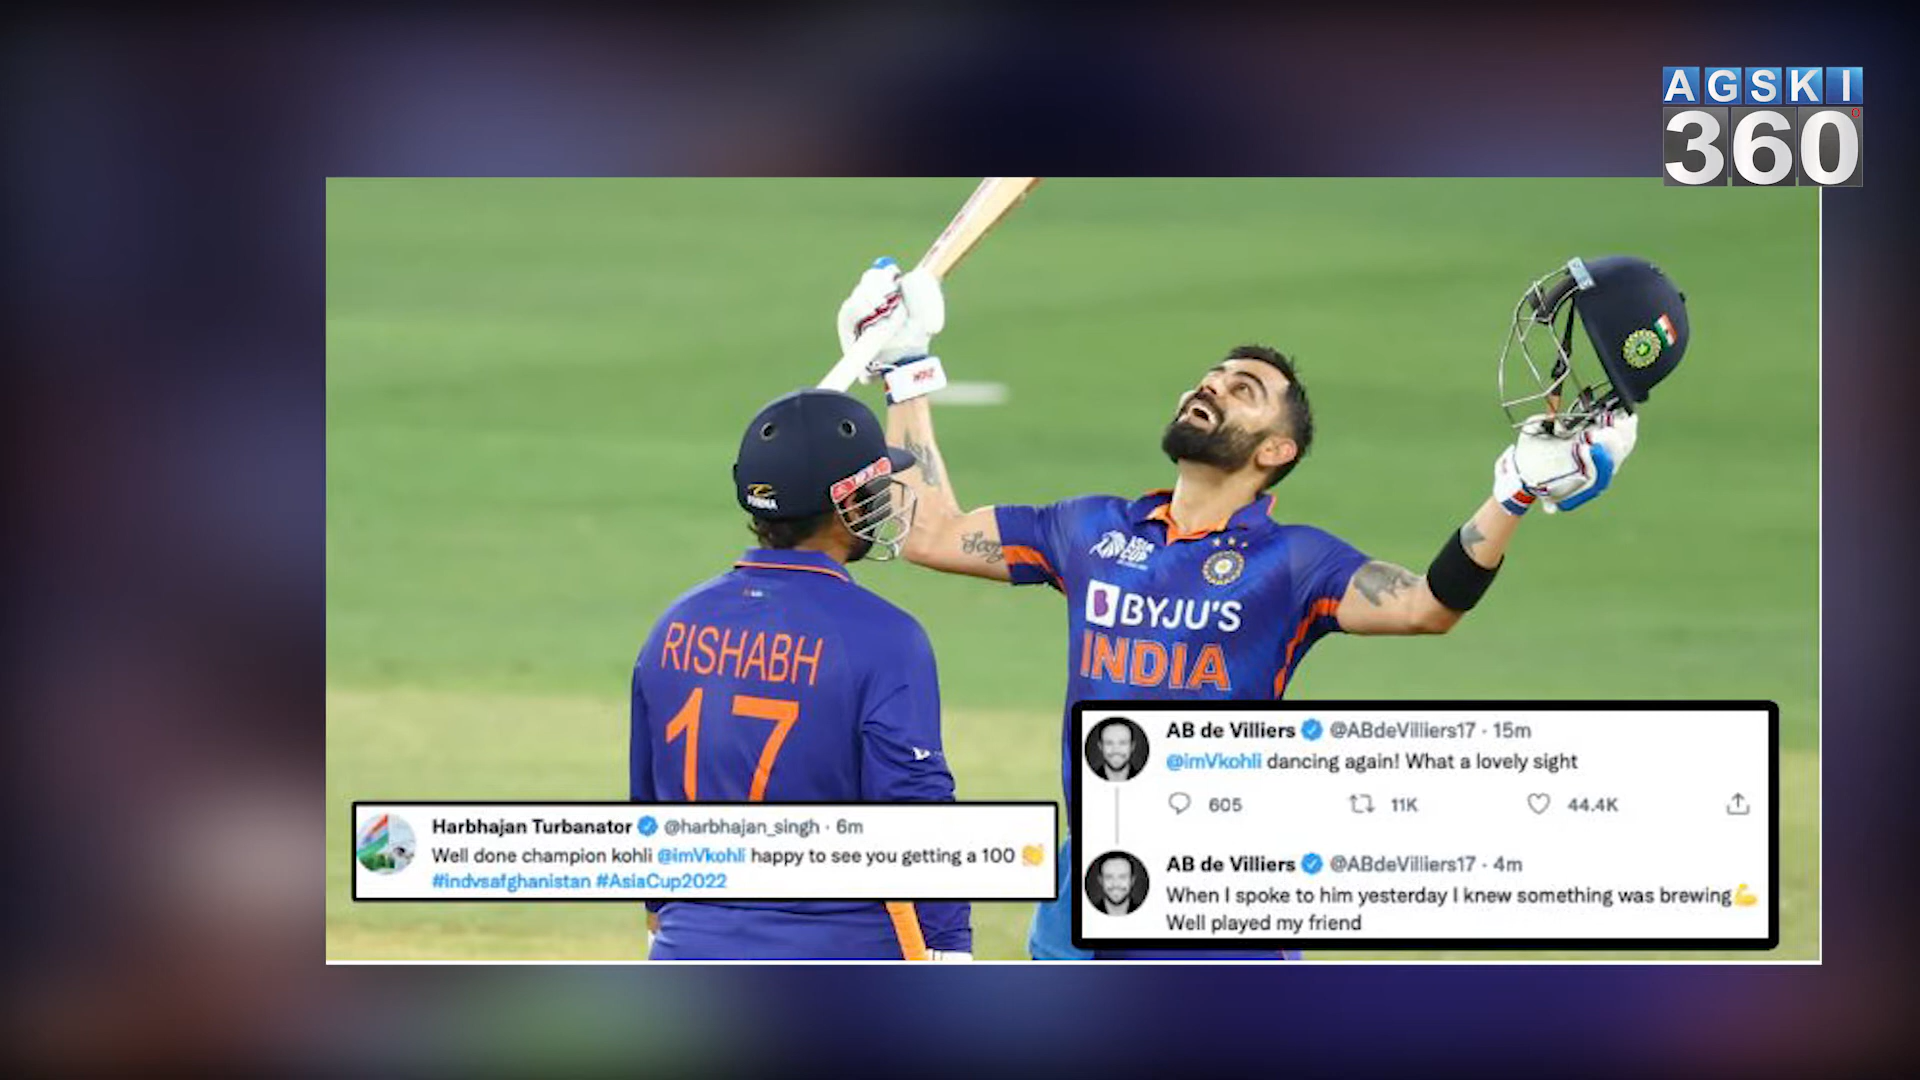 AGSKI
360°
ASIA
CUP
BYJU'S
INDIA
RISHABH
17
Harbhajan Turbanator @harbhajan_singh · 6m
Well done champion kohli @imVkohli happy to see you getting a 100 👏
#indvsafghanistan #AsiaCup2022
AB de Villiers @ABdeVilliers17 · 15m
@imVkohli dancing again! What a lovely sight
605 11K 44.4K
AB de Villiers @ABdeVilliers17 · 4m
When I spoke to him yesterday I knew something was brewing💪
Well played my friend